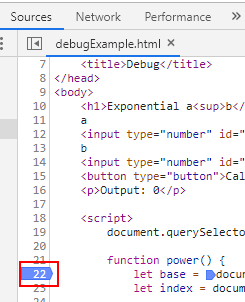 Sources Network Performance
debugExample.html ×
7 <title>Debug</title>
8 </head>
9 <body>
10 <h1>Exponential a<sup>b</
11 a
12 <input type="number" id="
13 b
14 <input type="number" id="
15 <button type="button">Cal
16 <p>Output: 0</p>
17
18 <script>
19 document.querySelecto
20
21 function power() {
22 let base = docum
23 let index = docu